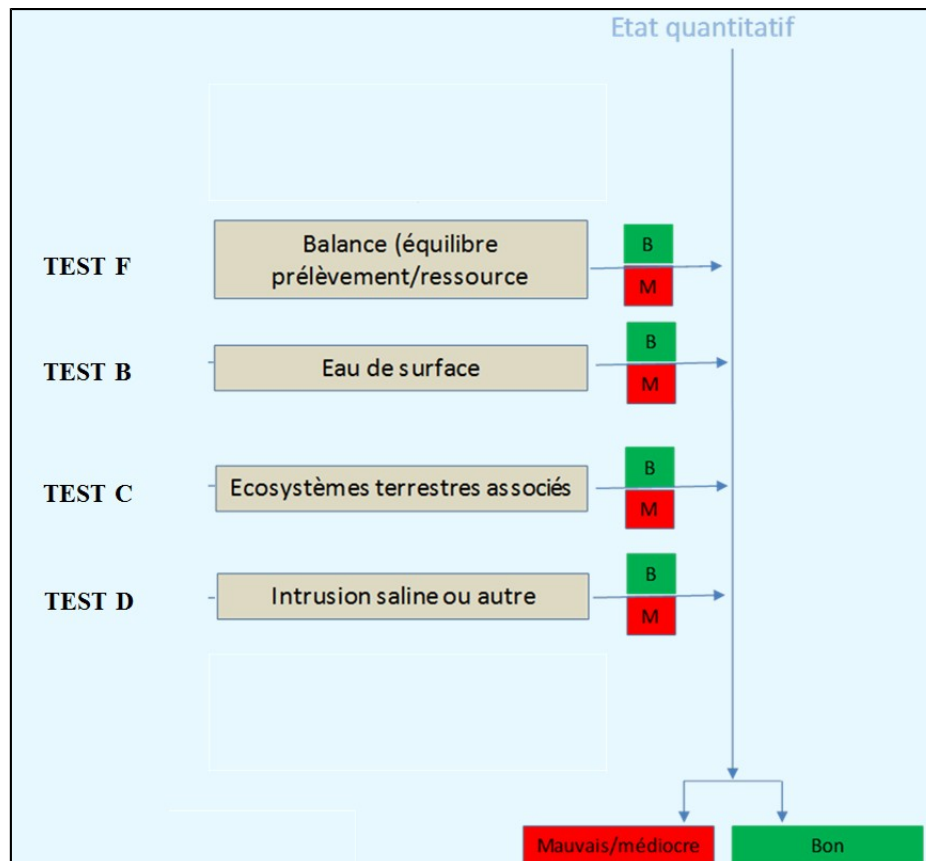 Etat quantitatif
TEST F
Balance (équilibre
prélèvement/ressource
B
M
TEST B
Eau de surface
B
M
TEST C
Ecosystèmes terrestres associés
B
M
TEST D
Intrusion saline ou autre
B
M
Mauvais/médiocre
Bon